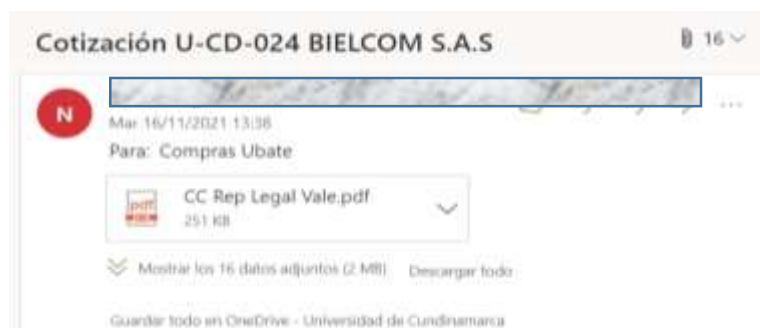 Cotización U-CD-024 BIELCOM S.A.S
16
N
Mar 16/11/2021 13:38
Para: Compras Ubate
pdf
CC Rep Legal Vale.pdf
251 KB
Mostrar los 16 datos adjuntos (2 MB) Descargar todo
Guardar todo en OneDrive - Universidad de Cundinamarca